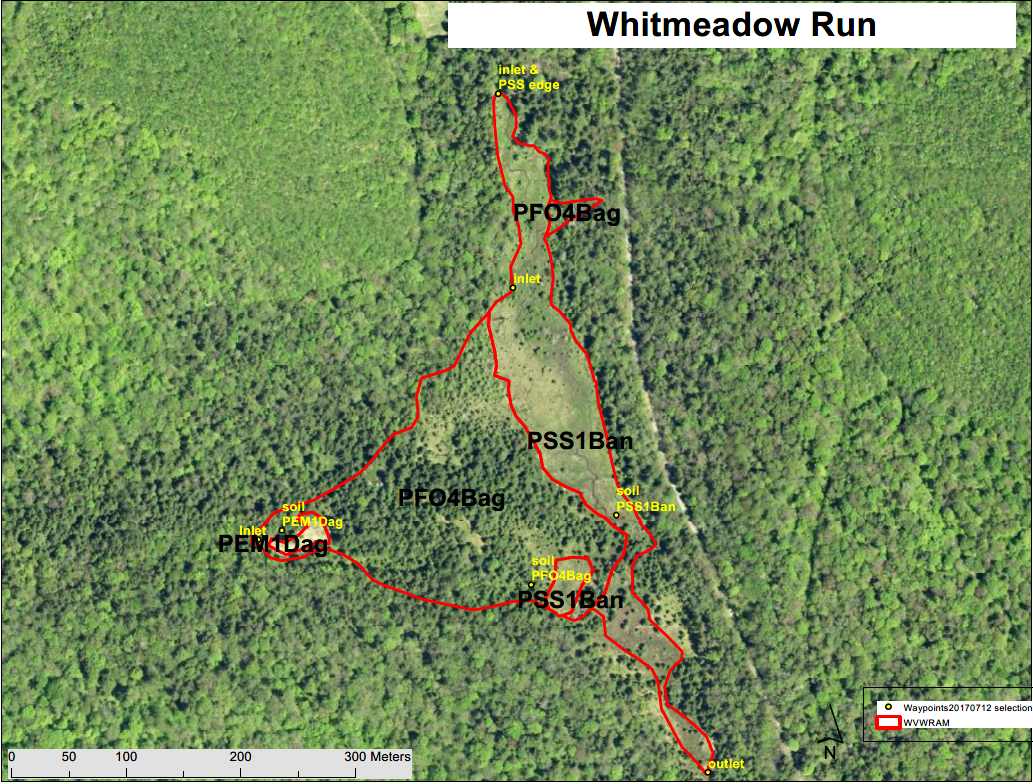 Whitmeadow Run
inlet &
PSS edge
PFO4Bag
inlet
PSS1Ban
soil
PSS1Ban
PFO4Bag
soil
PEM1Dag
Inlet
PEM1Dag
soil
PFO4Bag
PSS1Ban
Waypoints20170712 selection
WVWRAM
N
outlet
0 50 100 200 300 Meters